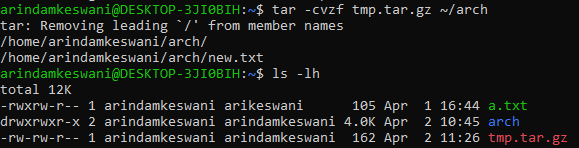 arindamkeswani@DESKTOP-3JI0BIH:~$ tar -cvzf tmp.tar.gz ~/arch
tar: Removing leading `/' from member names
/home/arindamkeswani/arch/
/home/arindamkeswani/arch/new.txt
arindamkeswani@DESKTOP-3JI0BIH:~$ ls -lh
total 12K
-rwxrw-r-- 1 arindamkeswani arikeswani      105 Apr  1 16:44 a.txt
drwxrwxr-x 2 arindamkeswani arindamkeswani 4.0K Apr  2 10:45 arch
-rw-rw-r-- 1 arindamkeswani arindamkeswani  162 Apr  2 11:26 tmp.tar.gz